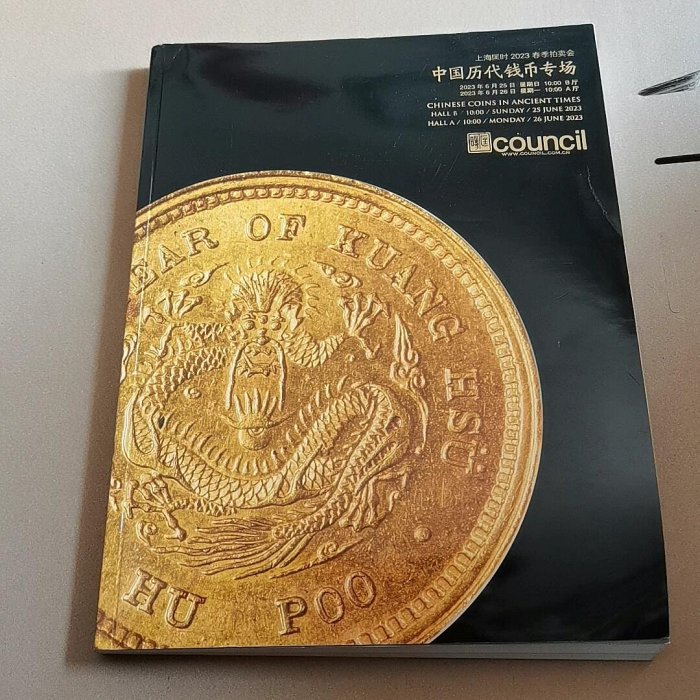 上海匡时 2023 春季拍卖会
中国历代钱币专场
2023 年 6 月 25 日 星期日 10:00 B 厅
2023 年 6 月 26 日 星期一 10:00 A 厅
CHINESE COINS IN ANCIENT TIMES
HALL B / 10:00 / SUNDAY / 25 JUNE 2023
HALL A / 10:00 / MONDAY / 26 JUNE 2023
council
WWW.COUNCIL.COM.CN
EAR OF KUANG HSÜ
HU POO